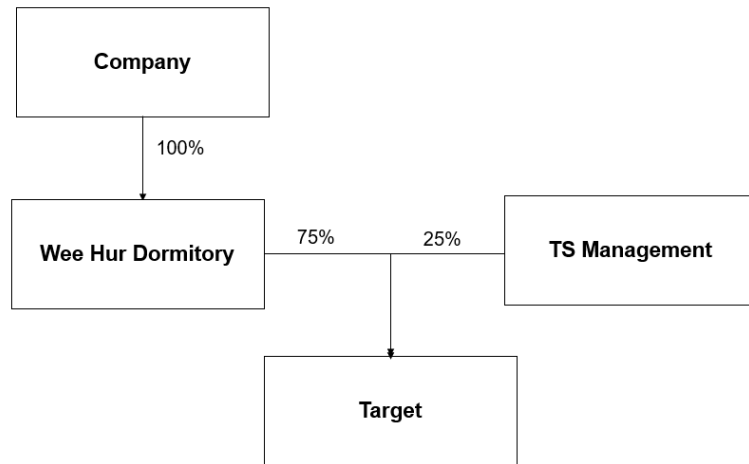 Company
100%
Wee Hur Dormitory
75%
25%
TS Management
Target